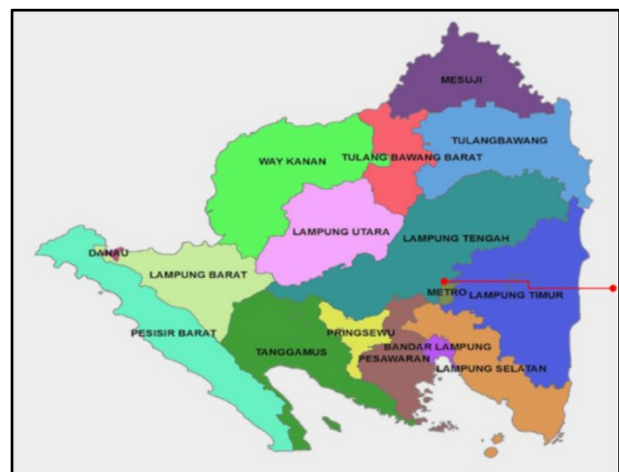 MESUJI
TULANGBAWANG
TULANG BAWANG BARAT
WAY KANAN
LAMPUNG UTARA
LAMPUNG TENGAH
DANAU
LAMPUNG BARAT
METRO
LAMPUNG TIMUR
PESISIR BARAT
PRINGSEWU
BANDAR LAMPUNG
TANGGAMUS
PESAWARAN
LAMPUNG SELATAN